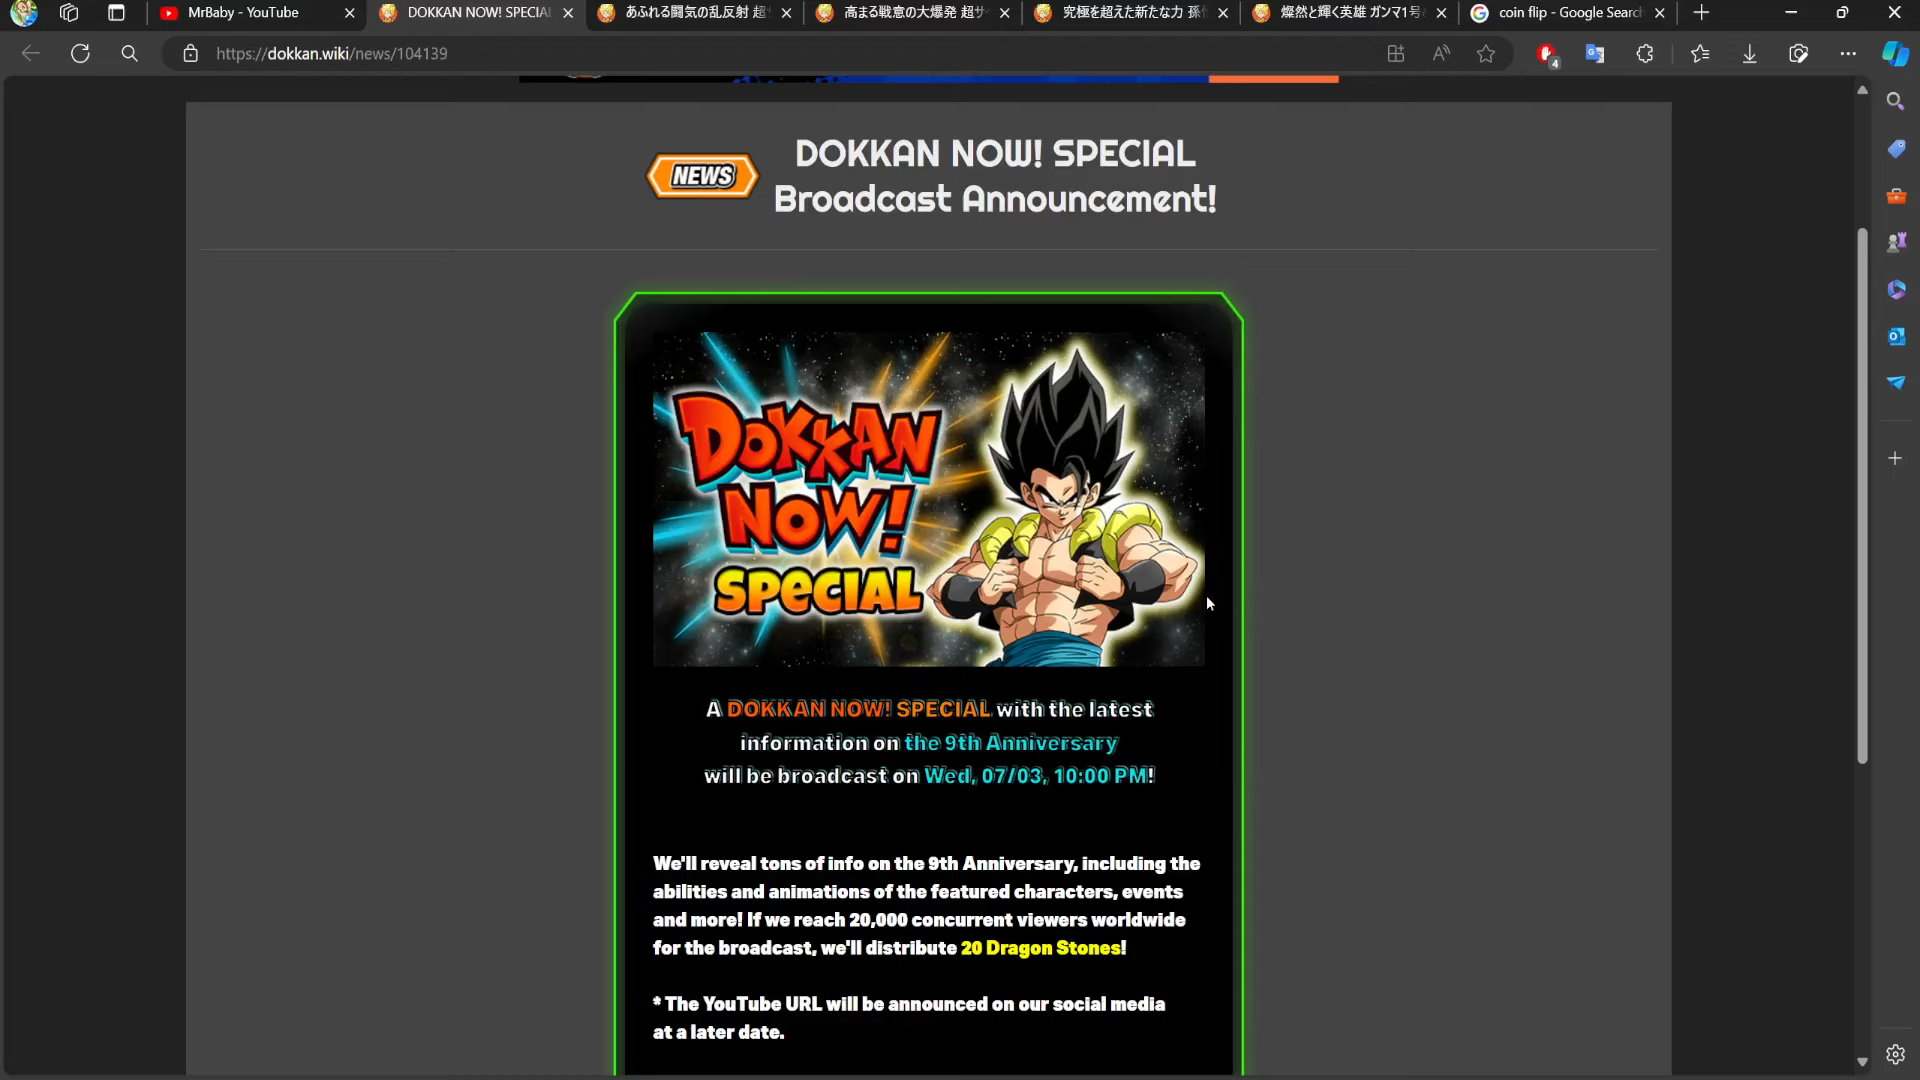 MrBaby - YouTube
DOKKAN NOW! SPECIAL
あふれる闘気の乱反射 超
高まる戦意の大爆発 超サイ
究極を超えた新たな力 孫
燦然と輝く英雄 ガンマ1号
coin flip - Google Search
https://dokkan.wiki/news/104139
4
NEWS
DOKKAN NOW! SPECIAL
Broadcast Announcement!
DOKKAN
NOW!
SPECIAL
A DOKKAN NOW! SPECIAL with the latest
information on the 9th Anniversary
will be broadcast on Wed, 07/03, 10:00 PM!
We'll reveal tons of info on the 9th Anniversary, including the
abilities and animations of the featured characters, events
and more! If we reach 20,000 concurrent viewers worldwide
for the broadcast, we'll distribute 20 Dragon Stones!
* The YouTube URL will be announced on our social media
at a later date.